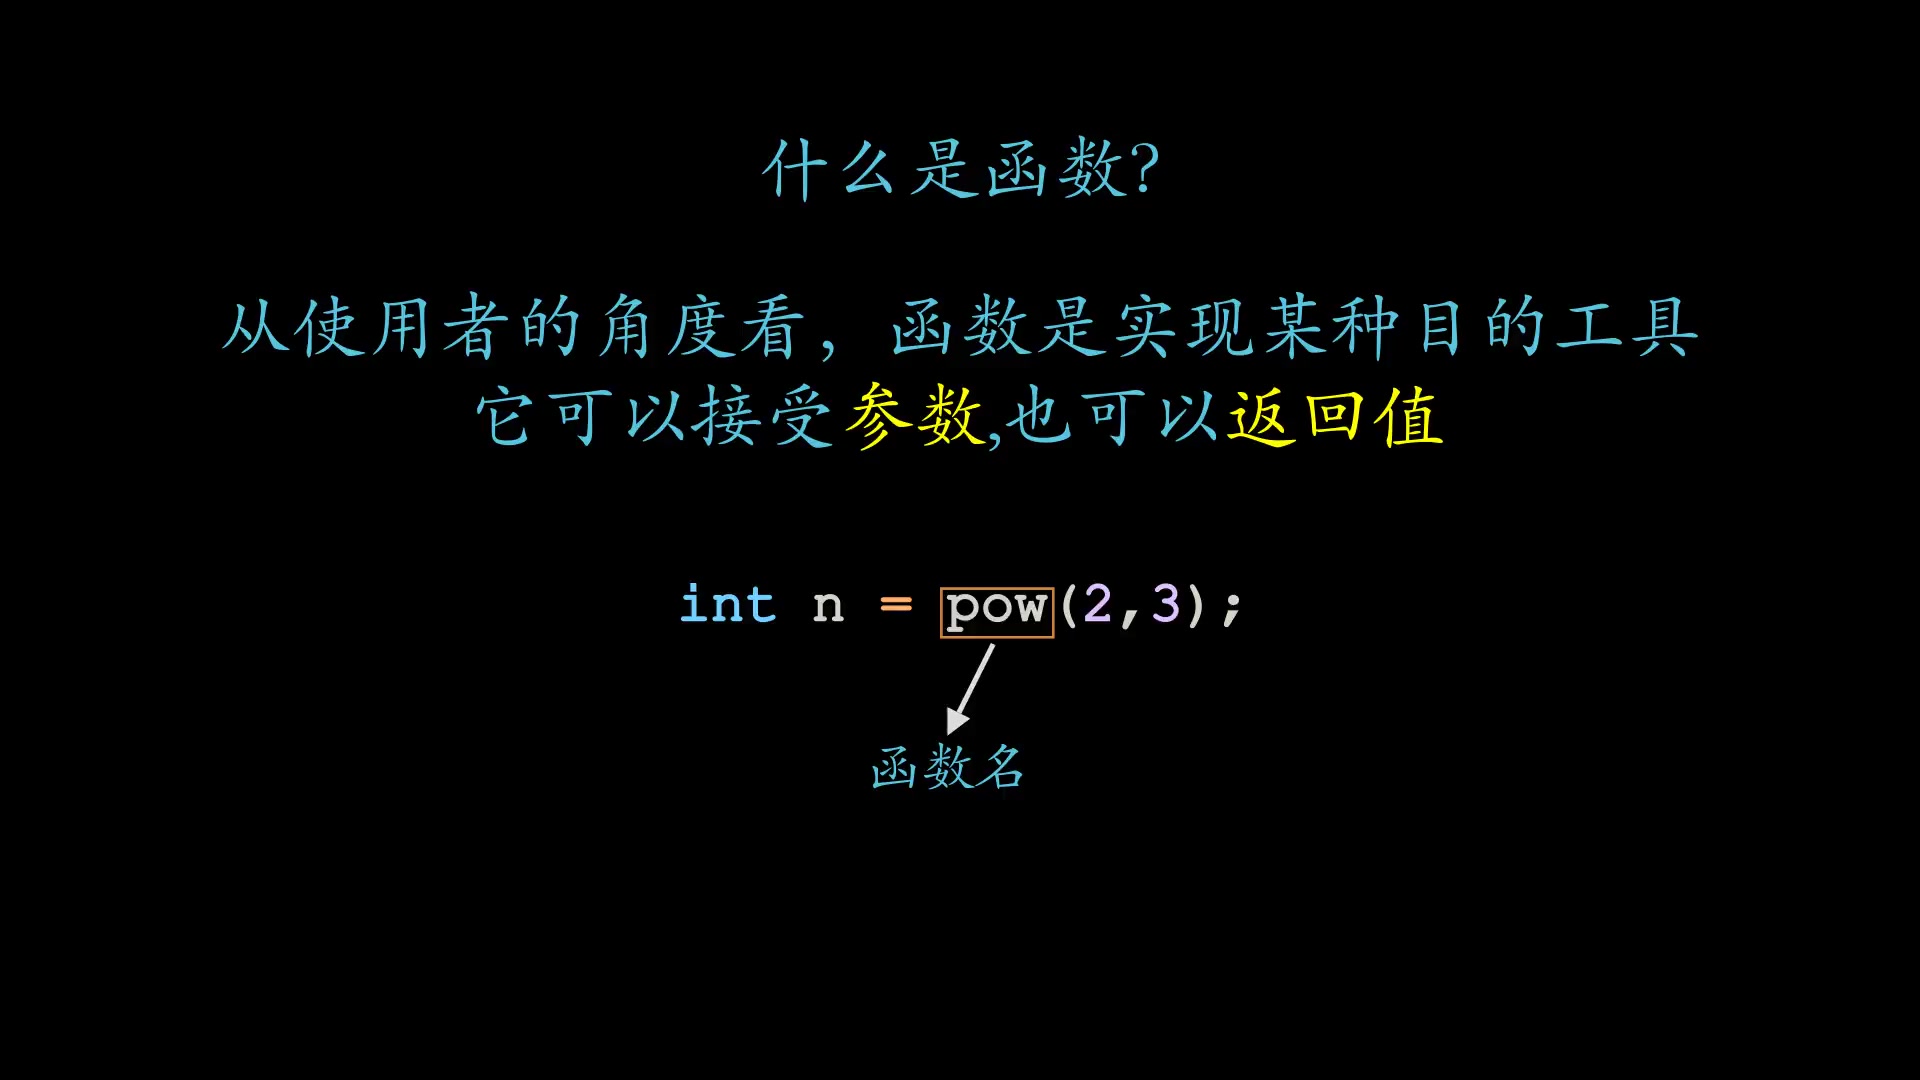 什么是函数?
从使用者的角度看，函数是实现某种目的工具
它可以接受参数,也可以返回值
int n = pow(2,3);
函数名